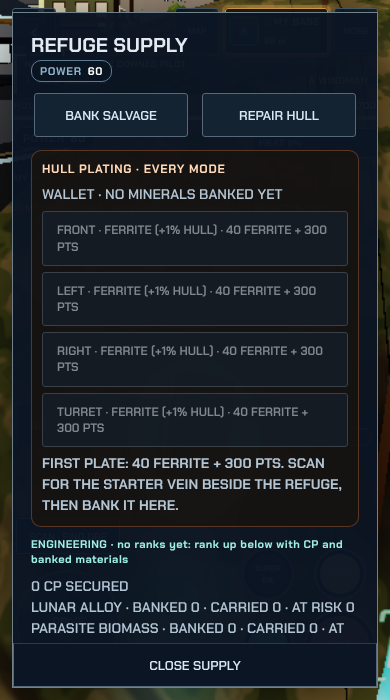 REFUGE SUPPLY
POWER 60
BANK SALVAGE
REPAIR HULL
HULL PLATING · EVERY MODE
WALLET · NO MINERALS BANKED YET
FRONT · FERRITE (+1% HULL) · 40 FERRITE + 300
PTS
LEFT · FERRITE (+1% HULL) · 40 FERRITE + 300
PTS
RIGHT · FERRITE (+1% HULL) · 40 FERRITE + 300
PTS
TURRET · FERRITE (+1% HULL) · 40 FERRITE +
300 PTS
FIRST PLATE: 40 FERRITE + 300 PTS. SCAN
FOR THE STARTER VEIN BESIDE THE REFUGE,
THEN BANK IT HERE.
ENGINEERING · no ranks yet: rank up below with CP and
banked materials
0 CP SECURED
LUNAR ALLOY · BANKED 0 · CARRIED 0 · AT RISK 0
PARASITE BIOMASS · BANKED 0 · CARRIED 0 · AT
CLOSE SUPPLY